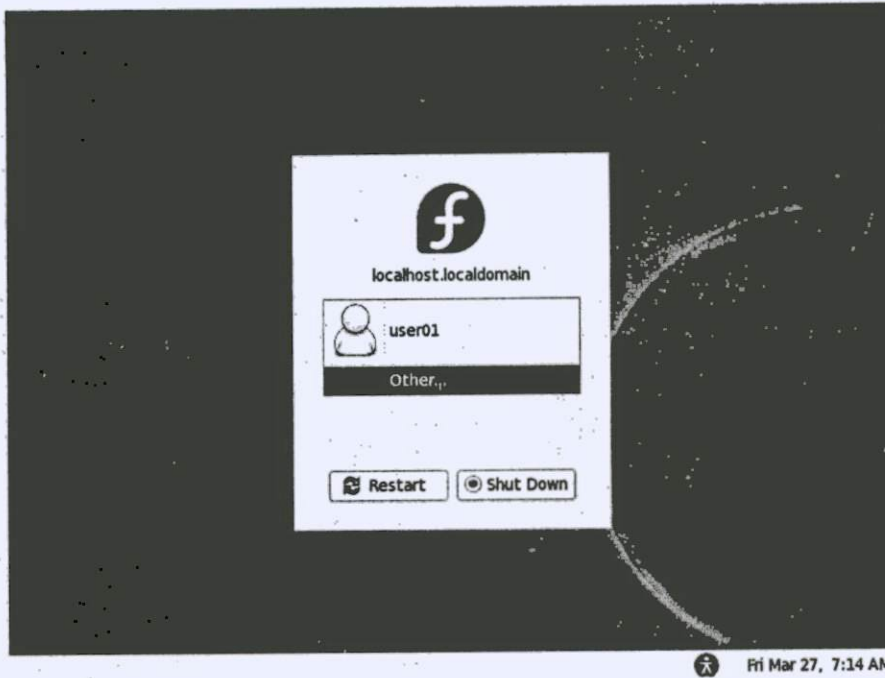 localhost.localdomain
user01
Other...
Restart
Shut Down
Fri Mar 27, 7:14 AM